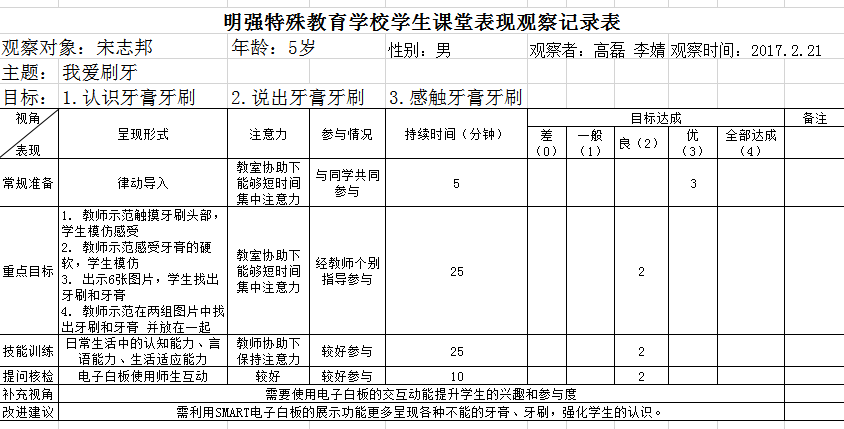 明强特殊教育学校学生课堂表现观察记录表
观察对象：宋志邦 年龄：5岁 性别：男 观察者：高磊 李婧 观察时间：2017.2.21
主题：我爱刷牙
目标：1.认识牙膏牙刷 2.说出牙膏牙刷 3.感触牙膏牙刷
视角
表现
呈现形式
注意力
参与情况
持续时间（分钟）
目标达成
差
（0）
一般
（1）
良（2）
优
（3）
全部达成
（4）
备注
常规准备
律动导入
教室协助下
能够短时间
集中注意力
与同学共同
参与
5
3
重点目标
1. 教师示范触摸牙刷头部，
学生模仿感受
2. 教师示范感受牙膏的硬
软，学生模仿
3. 出示6张图片，学生找出
牙刷和牙膏
4. 教师示范在两组图片中找
出牙刷和牙膏 并放在一起
教室协助下
能够短时间
集中注意力
经教师个别
指导参与
25
2
技能训练
日常生活中的认知能力、言
语能力、生活适应能力
教师协助下
保持注意力
较好参与
25
2
提问核检
电子白板使用师生互动
较好
较好参与
10
2
补充视角
需要使用电子白板的交互动能提升学生的兴趣和参与度
改进建议
需利用SMART电子白板的展示功能更多呈现各种不能的牙膏、牙刷，强化学生的认识。